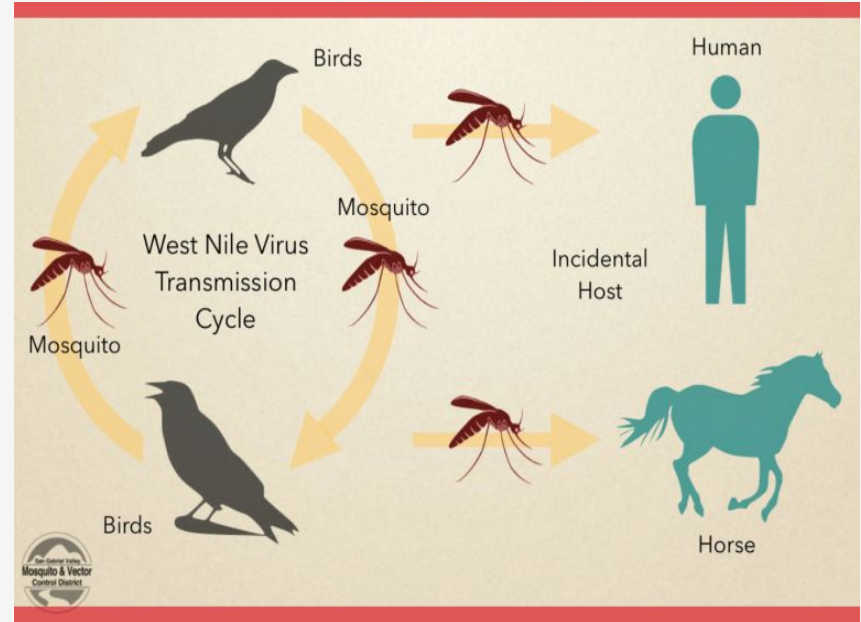 Birds
Human
Mosquito
West Nile Virus
Transmission
Cycle
Incidental
Host
Mosquito
Birds
Horse
San Gabriel Valley
Mosquito & Vector
Control District